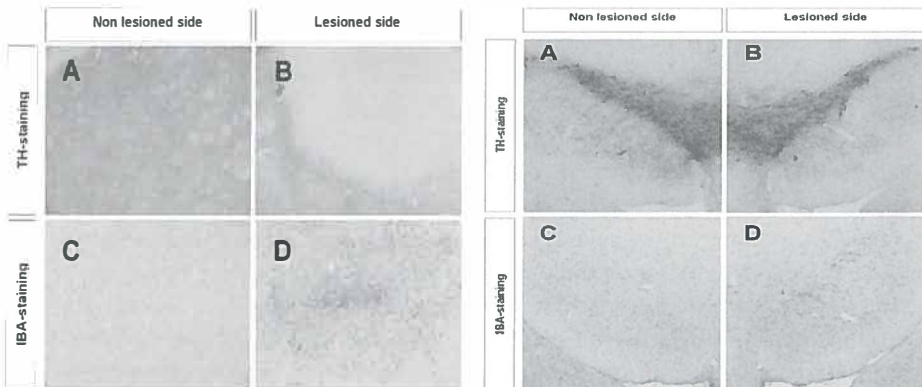 Non lesioned side
Lesioned side
TH-staining
A
B
IBA-staining
C
D
Non lesioned side
Lesioned side
TH-staining
A
B
IBA-staining
C
D